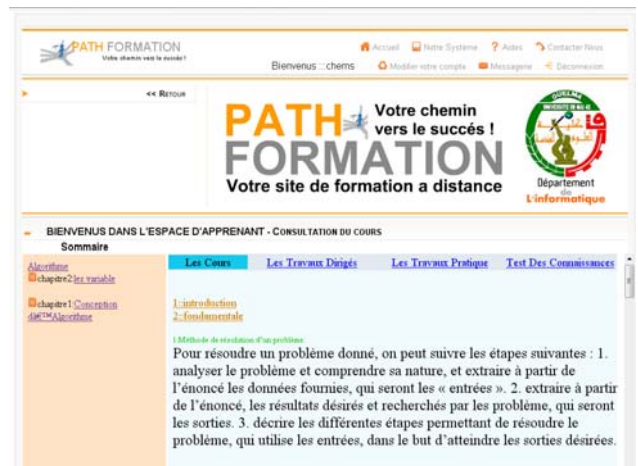 PATH FORMATION
Votre chemin vers le succés !
Accueil Notre Système ? Aides Contacter Nous
Bienvenus :: chems Modifier votre compte Messagerie Déconnexion
<< RETOUR
PATH FORMATION
Votre chemin vers le succés !
Votre site de formation a distance
GUELMA
Département
de
L'informatique
BIENVENUS DANS L'ESPACE D'APPRENANT - CONSULTATION DU COURS
Sommaire
Algorithme
chapitre2:les variable
chapitre1:Conception
dâ€™Algorithme
Les Cours Les Travaux Dirigés Les Travaux Pratique Test Des Connaissances
1::introduction
2::fondamentale
1.Méthode de résolution d'un problème:
Pour résoudre un problème donné, on peut suivre les étapes suivantes : 1.
analyser le problème et comprendre sa nature, et extraire à partir de
l'énoncé les données fournies, qui seront les « entrées ». 2. extraire à partir
de l'énoncé, les résultats désirés et recherchés par les problème, qui seront
les sorties. 3. décrire les différentes étapes permettant de résoudre le
problème, qui utilise les entrées, dans le but d'atteindre les sorties désirées.